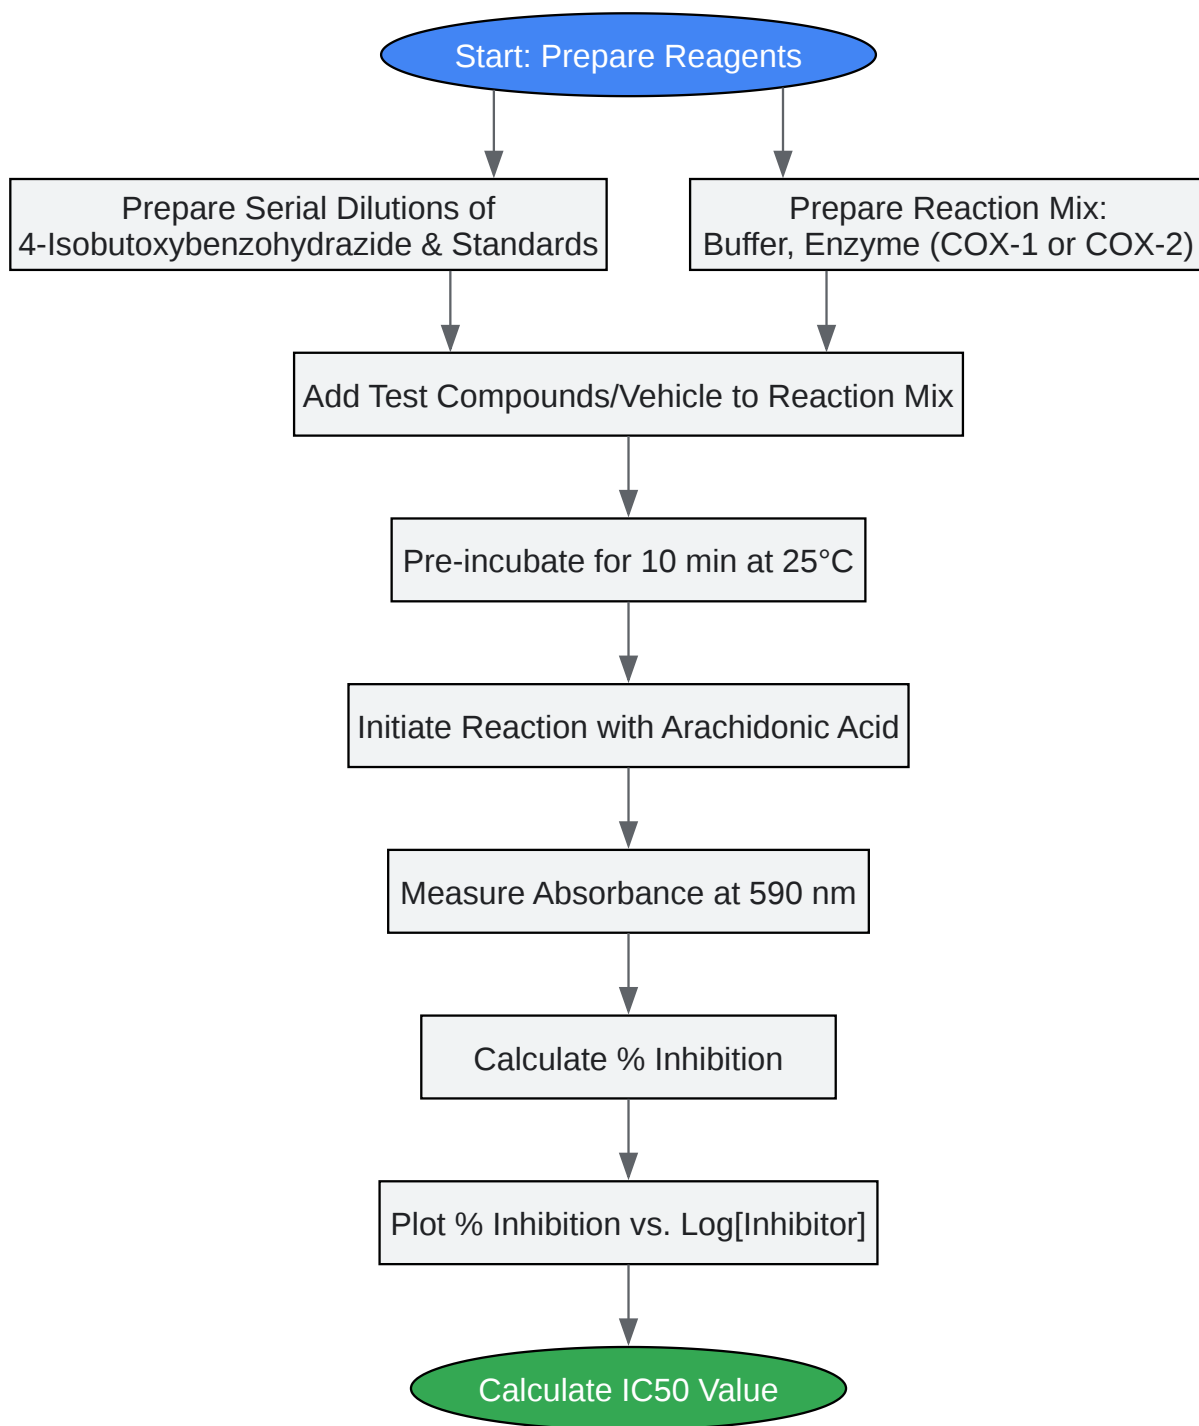 Start: Prepare Reagents
Prepare Serial Dilutions of
4-Isobutoxybenzohydrazide & Standards
Prepare Reaction Mix:
Buffer, Enzyme (COX-1 or COX-2)
Add Test Compounds/Vehicle to Reaction Mix
Pre-incubate for 10 min at 25°C
Initiate Reaction with Arachidonic Acid
Measure Absorbance at 590 nm
Calculate % Inhibition
Plot % Inhibition vs. Log[Inhibitor]
Calculate IC50 Value